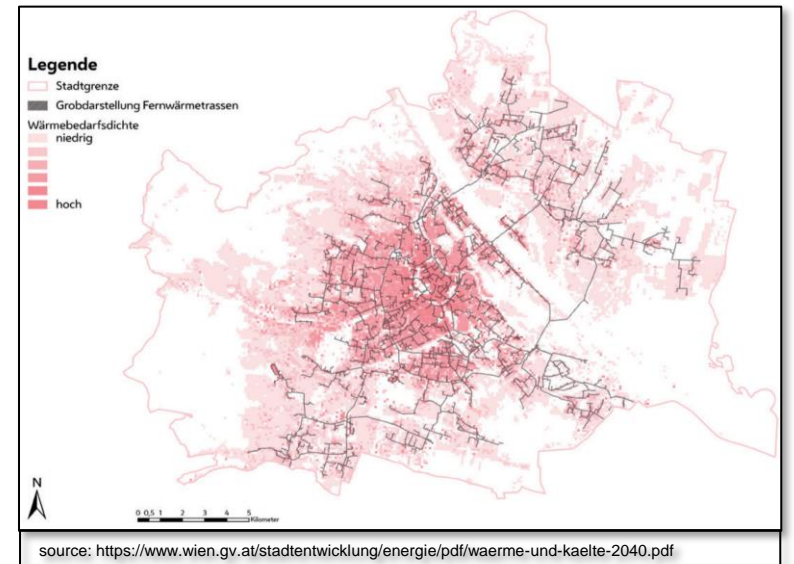 Legende
Stadtgrenze
Grobdarstellung Fernwärmetrassen
Wärmebedarfsdichte
niedrig
hoch
N
0 0,5 1 2 3 4 5
Kilometer
source: https://www.wien.gv.at/stadtentwicklung/energie/pdf/waerme-und-kaelte-2040.pdf